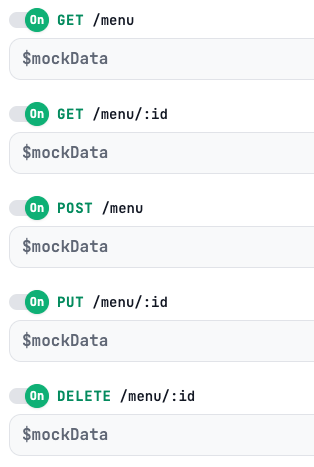 On GET /menu
$mockData
On GET /menu/:id
$mockData
On POST /menu
$mockData
On PUT /menu/:id
$mockData
On DELETE /menu/:id
$mockData